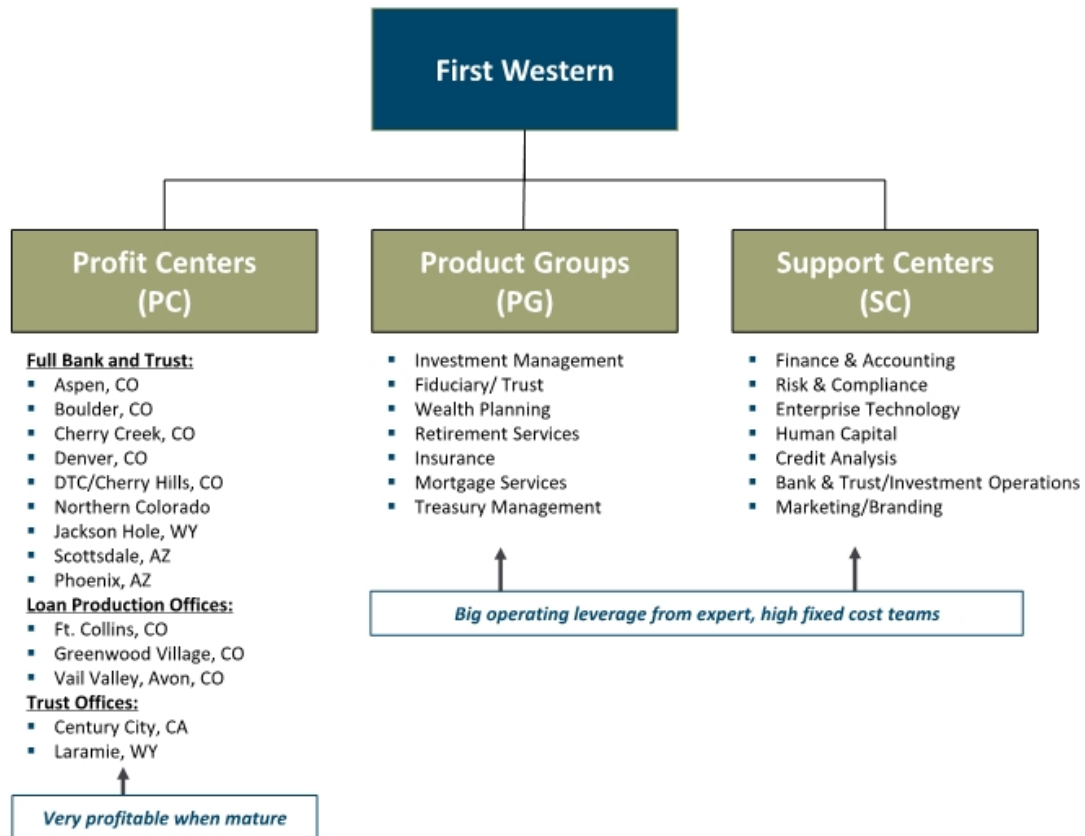 First Western
Profit Centers
(PC)
Full Bank and Trust:
▪ Aspen, CO
▪ Boulder, CO
▪ Cherry Creek, CO
▪ Denver, CO
▪ DTC/Cherry Hills, CO
▪ Northern Colorado
▪ Jackson Hole, WY
▪ Scottsdale, AZ
▪ Phoenix, AZ
Loan Production Offices:
▪ Ft. Collins, CO
▪ Greenwood Village, CO
▪ Vail Valley, Avon, CO
Trust Offices:
▪ Century City, CA
▪ Laramie, WY
Very profitable when mature
Product Groups
(PG)
▪ Investment Management
▪ Fiduciary/ Trust
▪ Wealth Planning
▪ Retirement Services
▪ Insurance
▪ Mortgage Services
▪ Treasury Management
Support Centers
(SC)
▪ Finance & Accounting
▪ Risk & Compliance
▪ Enterprise Technology
▪ Human Capital
▪ Credit Analysis
▪ Bank & Trust/Investment Operations
▪ Marketing/Branding
Big operating leverage from expert, high fixed cost teams